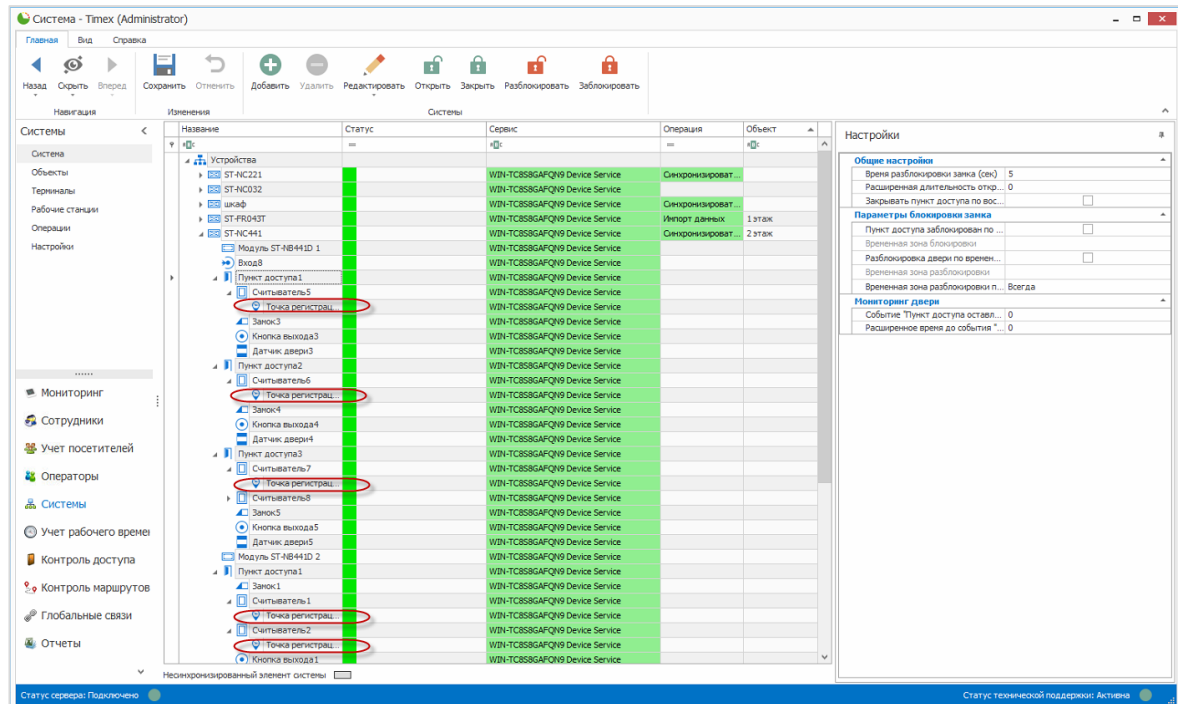 Система - Timex (Administrator)
Главная Вид Справка
Назад Скрыть Вперед Сохранить Отменить Добавить Удалить Редактировать Открыть Закрыть Разблокировать Заблокировать
Навигация Изменения Системы
Системы
Система
Объекты
Терминалы
Рабочие станции
Операции
Настройки
Мониторинг
Сотрудники
Учет посетителей
Операторы
Системы
Учет рабочего времен
Контроль доступа
Контроль маршрутов
Глобальные связи
Отчеты
Название Статус Сервис Операция Объект
Устройства
ST-NC221 WIN-TC8S8GAFQN9 Device Service Синхронизироват...
ST-NC032 WIN-TC8S8GAFQN9 Device Service
шкаф WIN-TC8S8GAFQN9 Device Service Синхронизироват...
ST-FR043T WIN-TC8S8GAFQN9 Device Service Импорт данных 1 этаж
ST-NC441 WIN-TC8S8GAFQN9 Device Service Синхронизироват... 2 этаж
Модуль ST-NB441D 1 WIN-TC8S8GAFQN9 Device Service
Вход8 WIN-TC8S8GAFQN9 Device Service
Пункт доступа1 WIN-TC8S8GAFQN9 Device Service
Считыватель5 WIN-TC8S8GAFQN9 Device Service
Точка регистрац... WIN-TC8S8GAFQN9 Device Service
Замок3 WIN-TC8S8GAFQN9 Device Service
Кнопка выхода3 WIN-TC8S8GAFQN9 Device Service
Датчик двери3 WIN-TC8S8GAFQN9 Device Service
Пункт доступа2 WIN-TC8S8GAFQN9 Device Service
Считыватель6 WIN-TC8S8GAFQN9 Device Service
Точка регистрац... WIN-TC8S8GAFQN9 Device Service
Замок4 WIN-TC8S8GAFQN9 Device Service
Кнопка выхода4 WIN-TC8S8GAFQN9 Device Service
Датчик двери4 WIN-TC8S8GAFQN9 Device Service
Пункт доступа3 WIN-TC8S8GAFQN9 Device Service
Считыватель7 WIN-TC8S8GAFQN9 Device Service
Точка регистрац... WIN-TC8S8GAFQN9 Device Service
Считыватель8 WIN-TC8S8GAFQN9 Device Service
Замок5 WIN-TC8S8GAFQN9 Device Service
Кнопка выхода5 WIN-TC8S8GAFQN9 Device Service
Датчик двери5 WIN-TC8S8GAFQN9 Device Service
Модуль ST-NB441D 2 WIN-TC8S8GAFQN9 Device Service
Пункт доступа1 WIN-TC8S8GAFQN9 Device Service
Замок1 WIN-TC8S8GAFQN9 Device Service
Считыватель1 WIN-TC8S8GAFQN9 Device Service
Точка регистрац... WIN-TC8S8GAFQN9 Device Service
Считыватель2 WIN-TC8S8GAFQN9 Device Service
Точка регистрац... WIN-TC8S8GAFQN9 Device Service
Кнопка выхода1 WIN-TC8S8GAFQN9 Device Service
Несинхронизированный элемент системы
Настройки
Общие настройки
Время разблокировки замка (сек) 5
Расширенная длительность откр... 0
Закрывать пункт доступа по вос...
Параметры блокировки замка
Пункт доступа заблокирован по ...
Временная зона блокировки
Разблокировка двери по времен...
Временная зона разблокировки
Временная зона разблокировки п... Всегда
Мониторинг двери
Событие "Пункт доступа оставл... 0
Расширенное время до события "... 0
Статус сервера: Подключено Статус технической поддержки: Активна